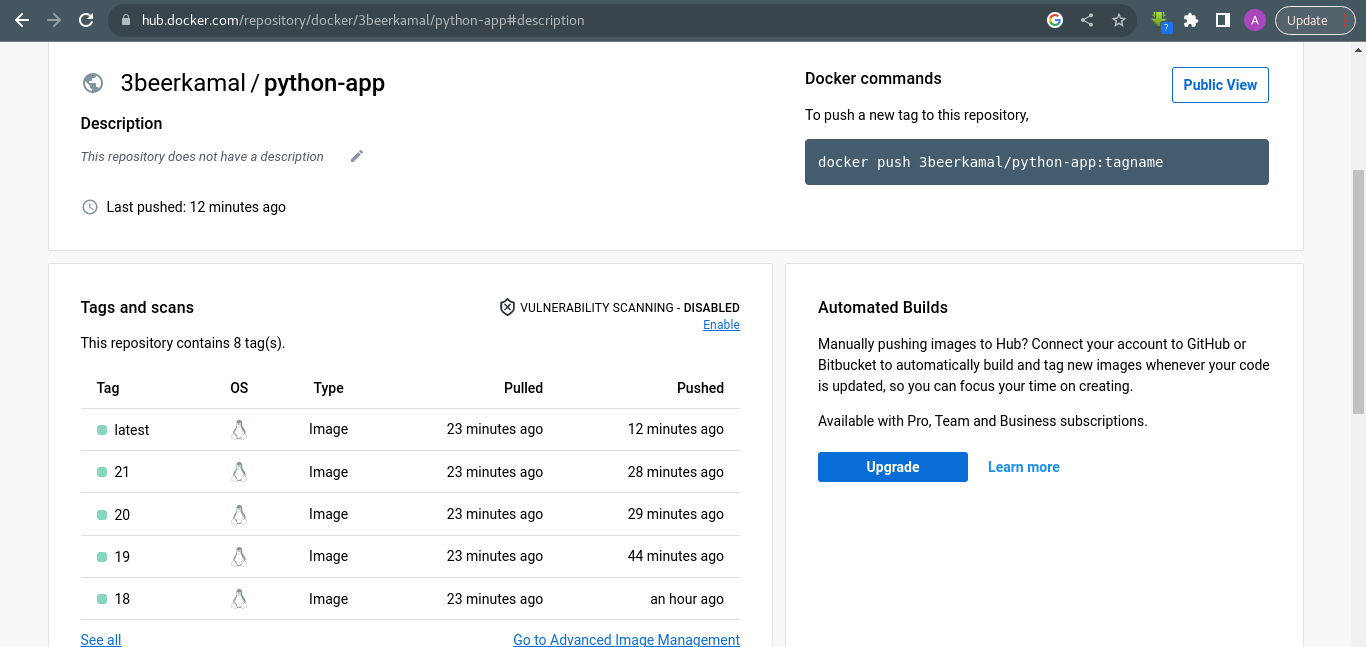 hub.docker.com/repository/docker/3beerkamal/python-app#description
G
?
A
Update
3beerkamal / python-app
Description
This repository does not have a description
Last pushed: 12 minutes ago
Docker commands
Public View
To push a new tag to this repository,
docker push 3beerkamal/python-app:tagname
Tags and scans
VULNERABILITY SCANNING - DISABLED
Enable
This repository contains 8 tag(s).
Tag OS Type Pulled Pushed
latest Image 23 minutes ago 12 minutes ago
21 Image 23 minutes ago 28 minutes ago
20 Image 23 minutes ago 29 minutes ago
19 Image 23 minutes ago 44 minutes ago
18 Image 23 minutes ago an hour ago
See all Go to Advanced Image Management
Automated Builds
Manually pushing images to Hub? Connect your account to GitHub or
Bitbucket to automatically build and tag new images whenever your code
is updated, so you can focus your time on creating.
Available with Pro, Team and Business subscriptions.
Upgrade Learn more